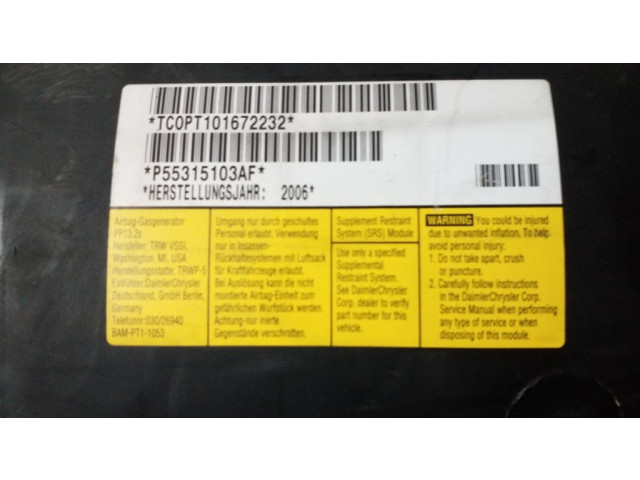 *TC0PT101672232*
*P55315103AF*
*HERSTELLUNGSJAHR: 2006*
Airbag-Gasgenerator
PP13.2s
Hersteller: TRW VSSI,
Washington, MI, USA
Herstellungsstatte: TRWP-5
Einführer:DaimlerChrysler
Deutschland, GmbH Berlin,
Germany
Telefonnr:030/26940
BAM-PT1-1053
Umgang nur durch geschultes
Personal erlaubt. Verwendung
nur in Insassen-
Rückhaltesystemen mit Luftsack
für Kraftfahrzeuge erlaubt.
Bei Auslösung kann die nicht
montierte Airbag-Einheit zum
gefährlichen Wurfstück werden.
Achtung-nur inerte
Gegenstände verschrotten.
Supplement Restraint
System (SRS) Module
Use only a specified
Supplemental
Restraint System.
See DaimlerChrysler
Corp. dealer to verify
part number for this
vehicle.
WARNING You could be injured
due to unwanted inflation, To help
avoid personal injury:
1. Do not take apart, crush
or puncture.
2. Carefully follow instructions
in the DaimlerChrysler Corp.
Service Manual when performing
any type of service or when
disposing of this module.